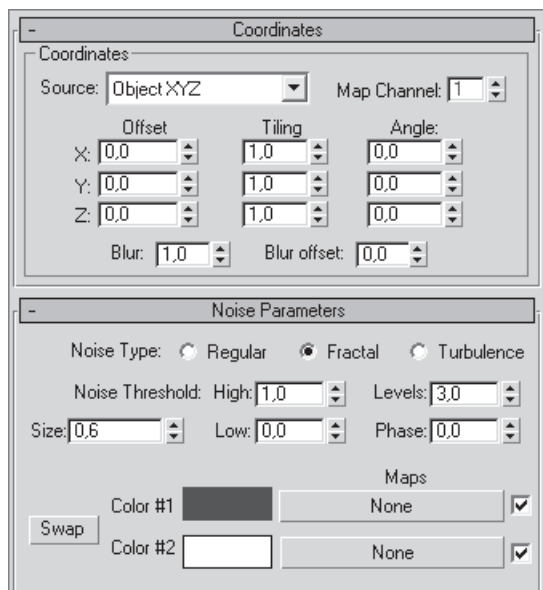 - Coordinates
Coordinates
Source: Object XYZ Map Channel: 1
Offset Tiling Angle:
X: 0,0 1,0 0,0
Y: 0,0 1,0 0,0
Z: 0,0 1,0 0,0
Blur: 1,0 Blur offset: 0,0
- Noise Parameters
Noise Type: Regular Fractal Turbulence
Noise Threshold: High: 1,0 Levels: 3,0
Size: 0,6 Low: 0,0 Phase: 0,0
Maps
Color #1 None
Swap
Color #2 None